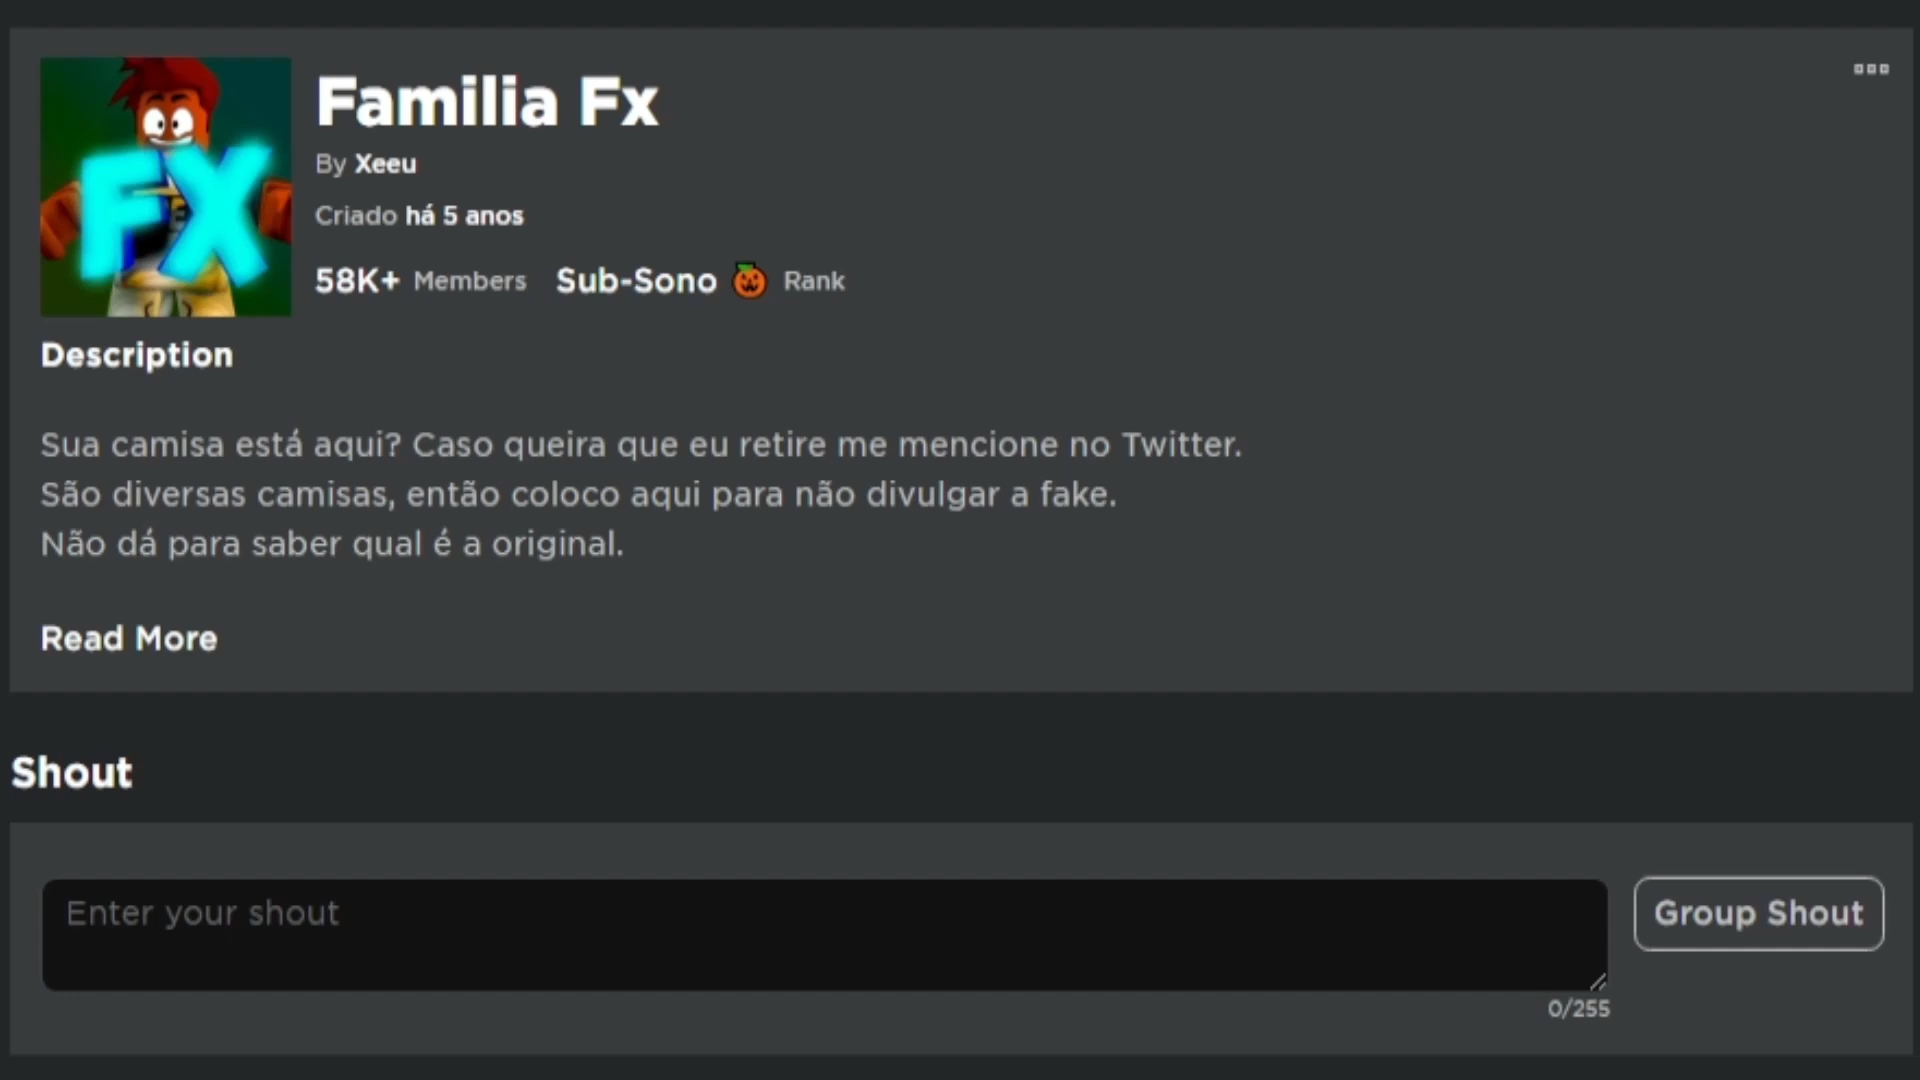 FX
Familia Fx
By Xeeu
Criado há 5 anos
58K+ Members Sub-Sono 🎃 Rank
Description
Sua camisa está aqui? Caso queira que eu retire me mencione no Twitter.
São diversas camisas, então coloco aqui para não divulgar a fake.
Não dá para saber qual é a original.
Read More
Shout
Enter your shout
Group Shout
0/255